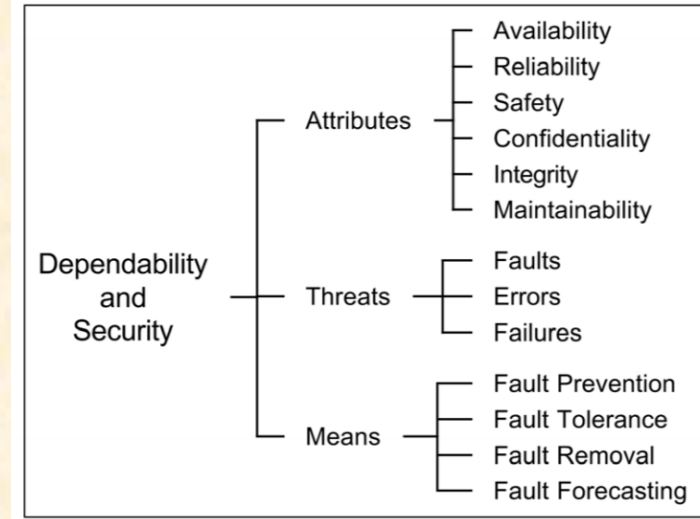 Dependability
and
Security
Attributes
Availability
Reliability
Safety
Confidentiality
Integrity
Maintainability
Threats
Faults
Errors
Failures
Means
Fault Prevention
Fault Tolerance
Fault Removal
Fault Forecasting